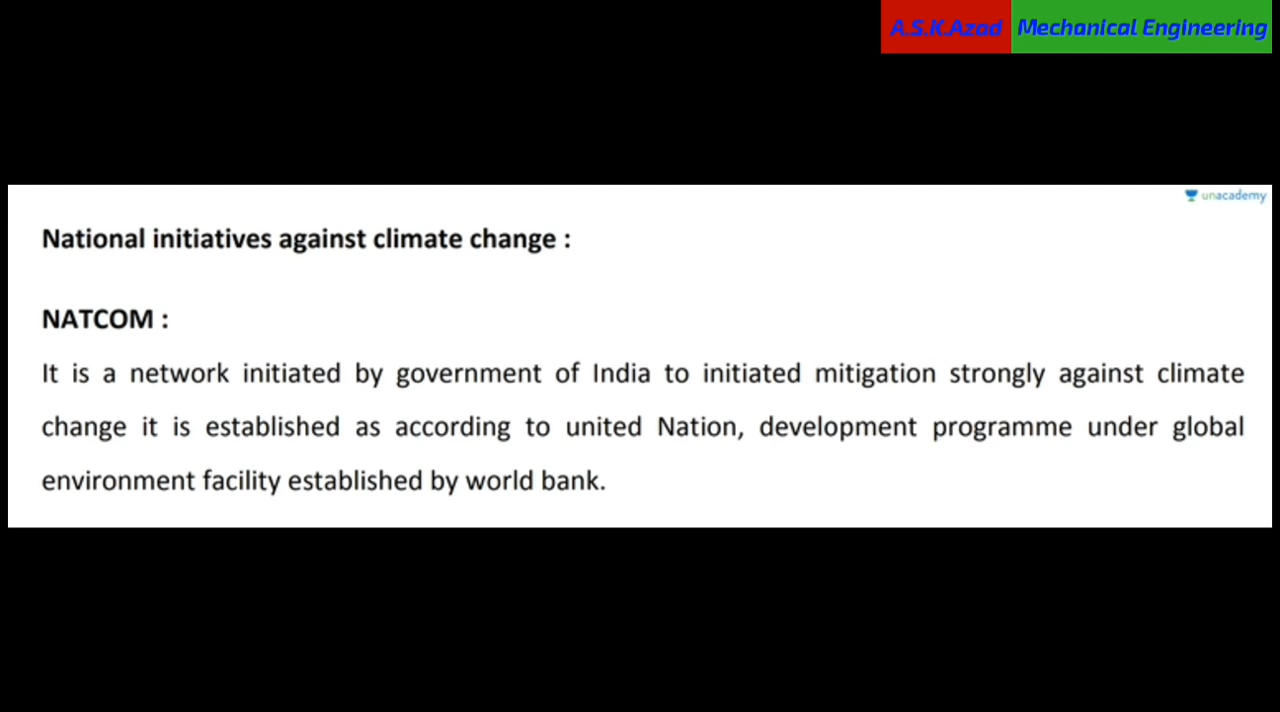 A.S.K.Azad Mechanical Engineering
unacademy
National initiatives against climate change :
NATCOM :
It is a network initiated by government of India to initiated mitigation strongly against climate
change it is established as according to united Nation, development programme under global
environment facility established by world bank.